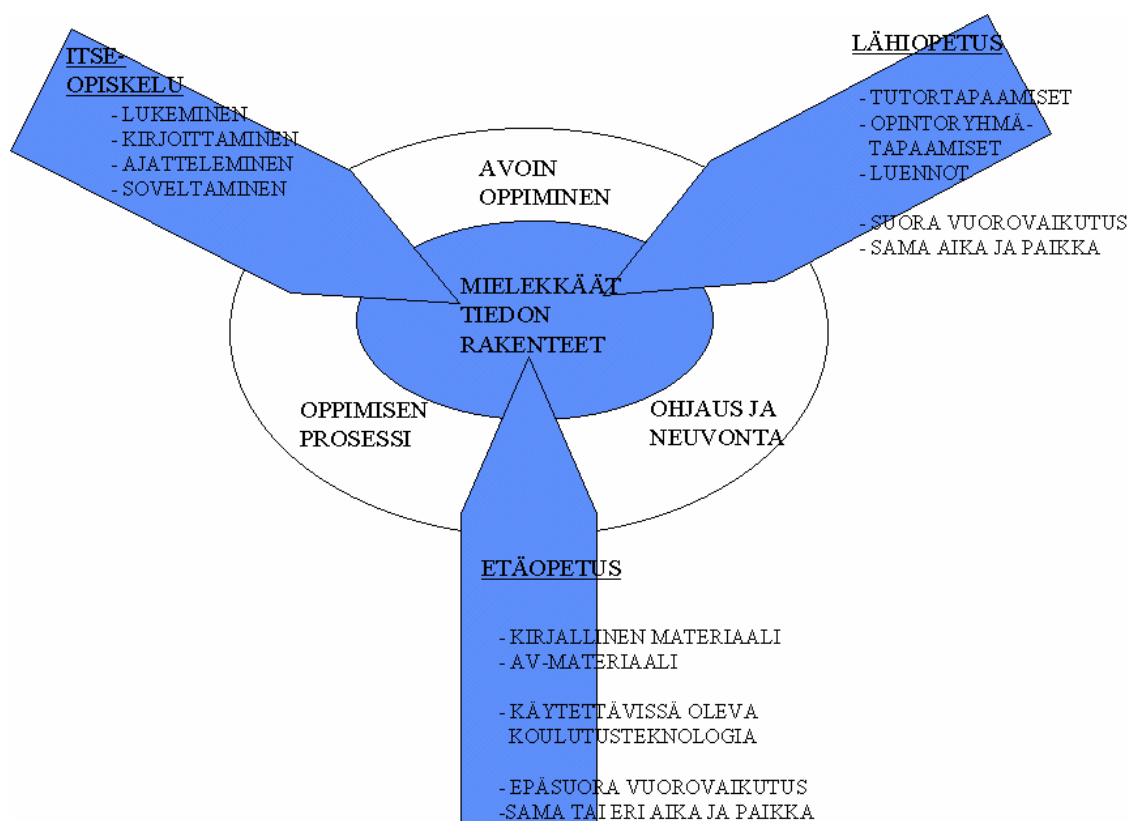 ITSE-
OPISKELU
- LUKEMINEN
- KIRJOITTAMINEN
- AJATTELEMINEN
- SOVELTAMINEN
LÄHIOPETUS
- TUTORTAPAAMISET
- OPINTORYHMÄ-
TAPAAMISET
- LUENNOT
- SUORA VUOROVAIKUTUS
- SAMA AIKA JA PAIKKA
AVOIN
OPPIMINEN
MIELEKKÄÄT
TIEDON
RAKENTEET
OPPIMISEN
PROSESSI
OHJAUS JA
NEUVONTA
ETÄOPETUS
- KIRJALLINEN MATERIAALI
- AV-MATERIAALI
- KÄYTETTÄVISSÄ OLEVA
KOULUTUSTEKNOLOGIA
- EPÄSUORA VUOROVAIKUTUS
-SAMA TAI ERI AIKA JA PAIKKA